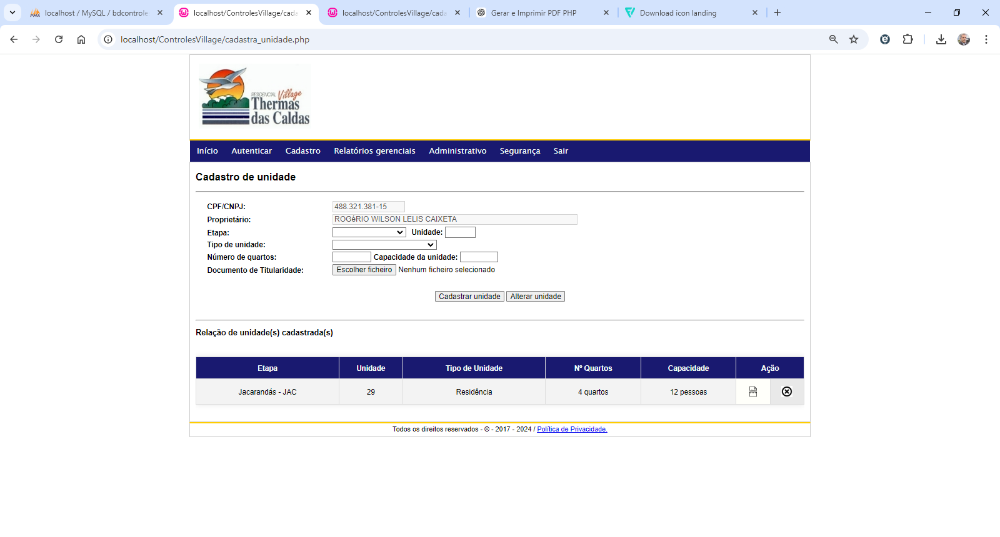 localhost / MySQL / bdcontrole
localhost/ControlesVillage/cada
localhost/ControlesVillage/cada
Gerar e Imprimir PDF PHP
Download icon landing
localhost/ControlesVillage/cadastra_unidade.php
RESIDENCIAL Village
Thermas
das Caldas
Início Autenticar Cadastro Relatórios gerenciais Administrativo Segurança Sair
Cadastro de unidade
CPF/CNPJ: 488.321.381-15
Proprietário: ROGéRIO WILSON LELIS CAIXETA
Etapa: Unidade:
Tipo de unidade:
Número de quartos: Capacidade da unidade:
Documento de Titularidade: Escolher ficheiro Nenhum ficheiro selecionado
Cadastrar unidade Alterar unidade
Relação de unidade(s) cadastrada(s)
Etapa Unidade Tipo de Unidade Nº Quartos Capacidade Ação
Jacarandás - JAC 29 Residência 4 quartos 12 pessoas
Todos os direitos reservados - © - 2017 - 2024 / Política de Privacidade.